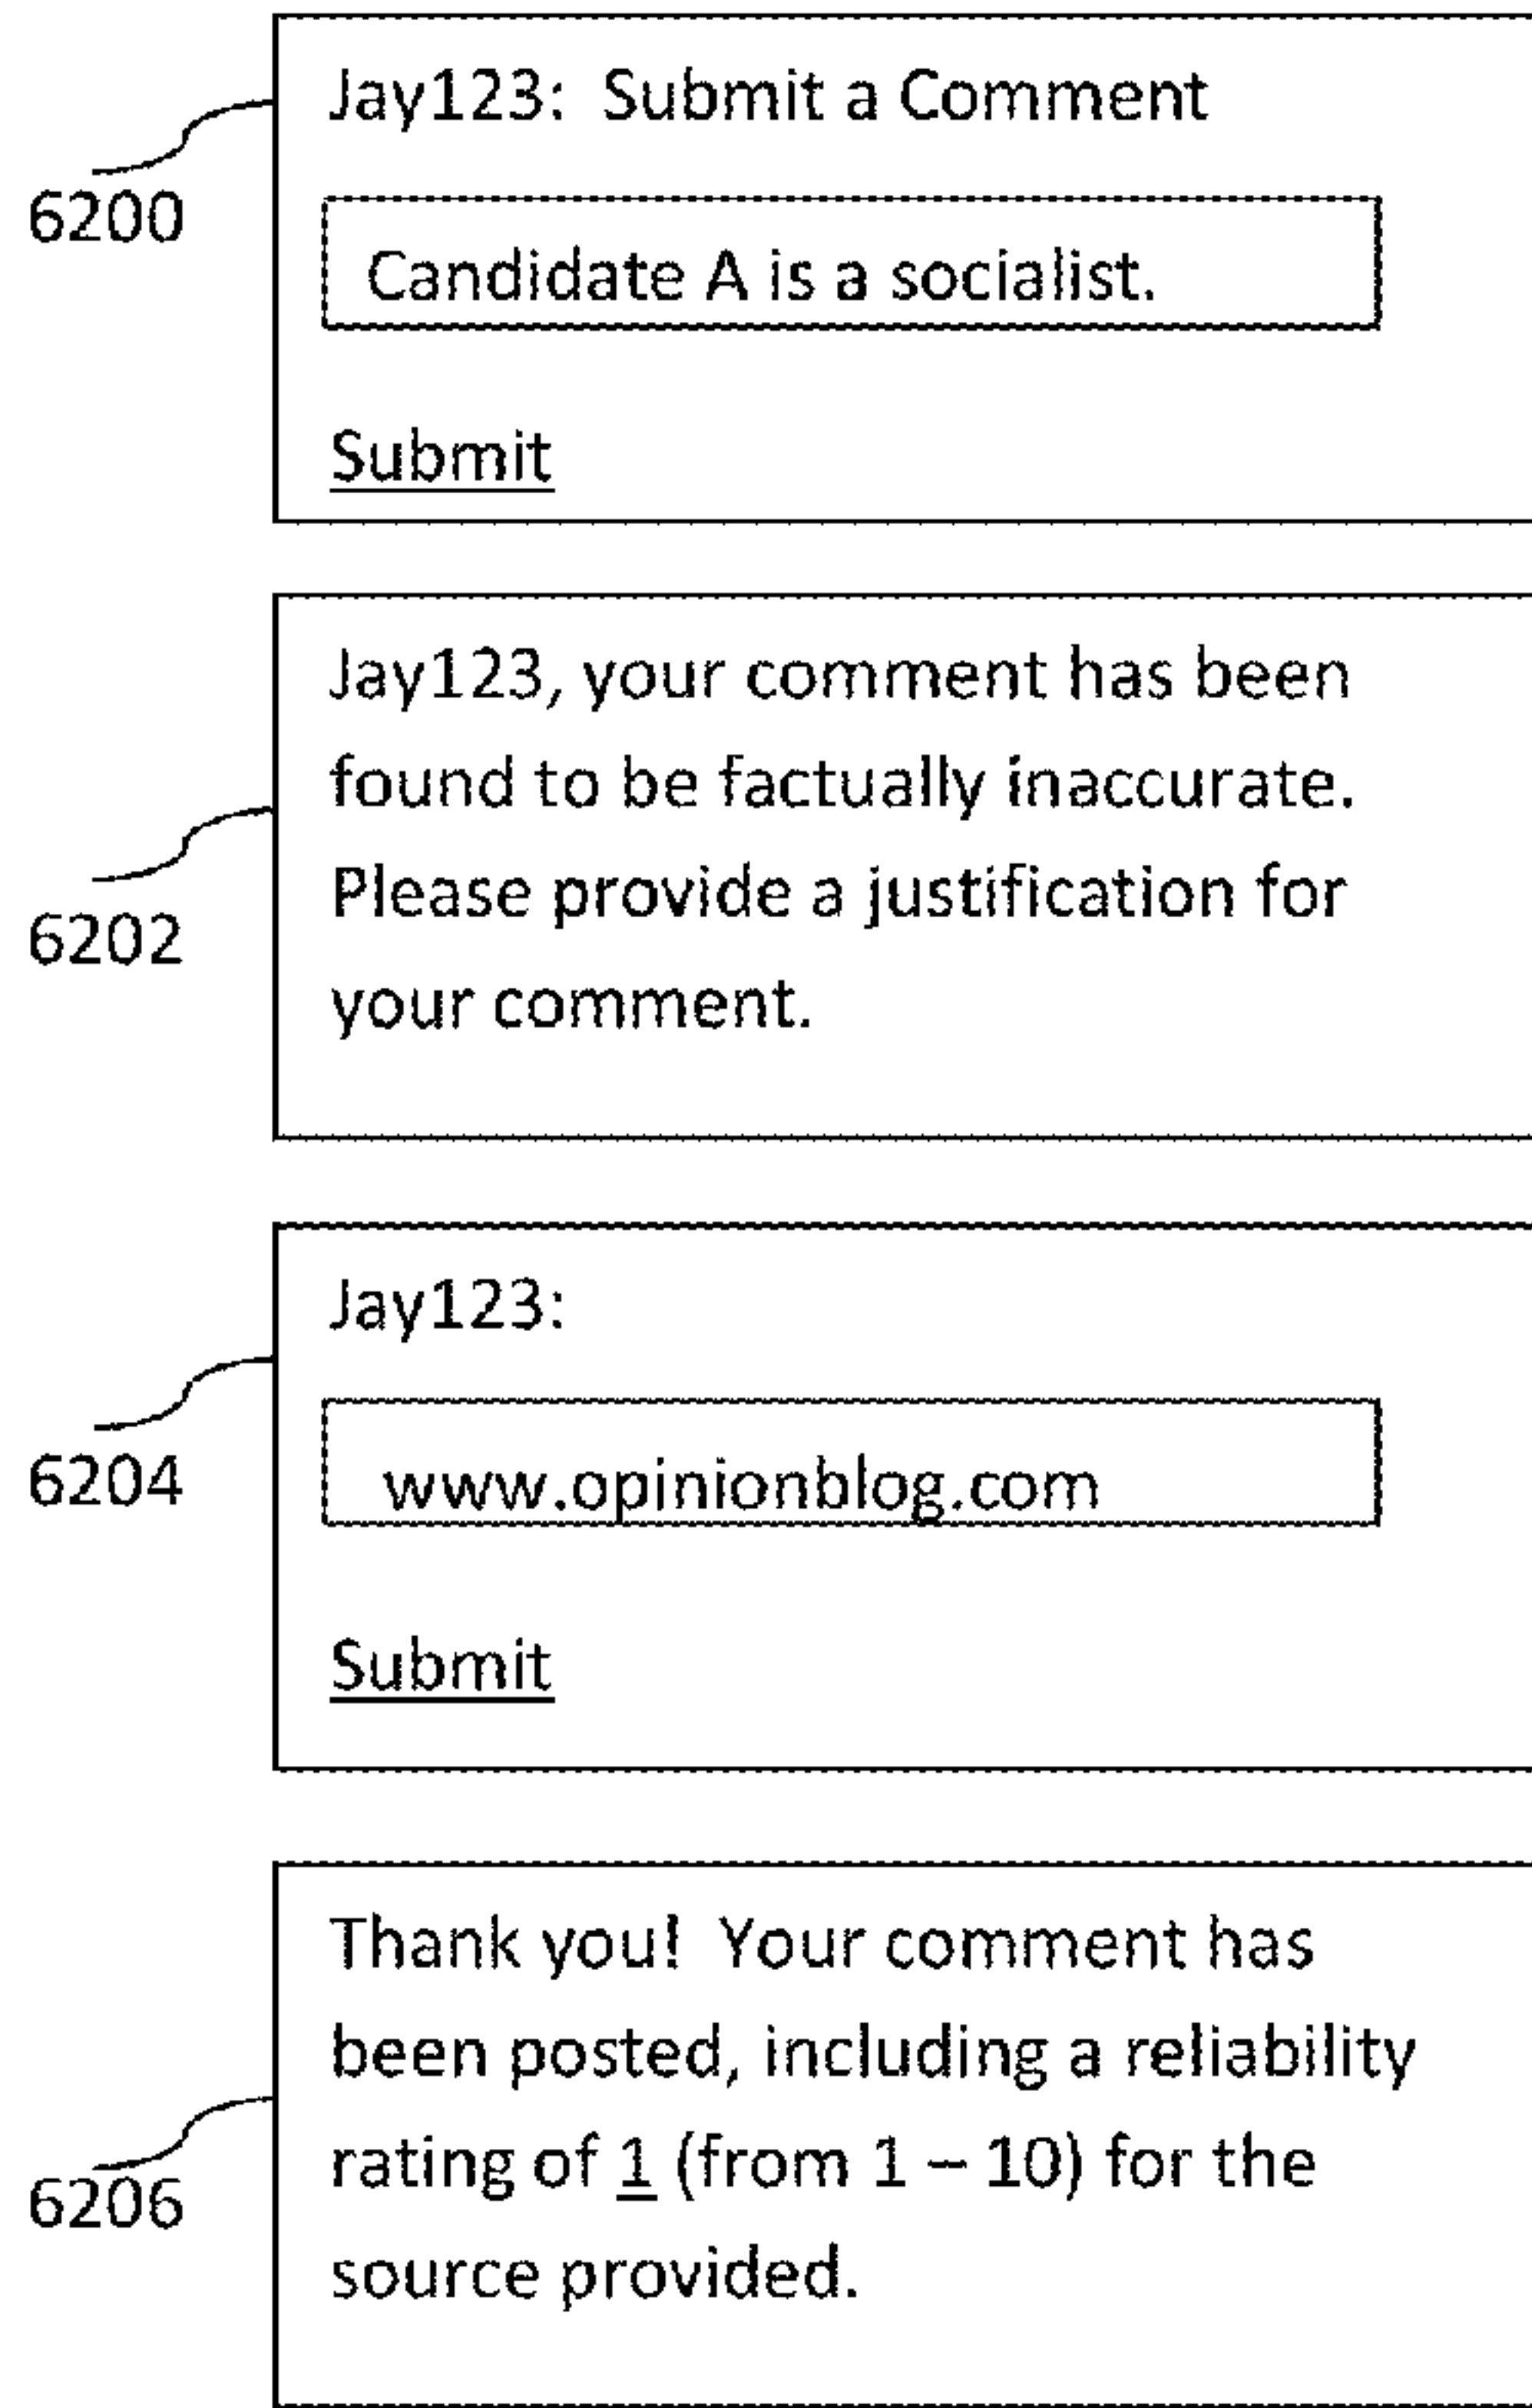 Jay123:  Submit a Comment
6200
Candidate A is a socialist.
Submit
Jay123, your comment has been
found to be factually inaccurate.
Please provide a justification for
your comment.
6202
Jay123:
6204
www.opinionblog.com
Submit
Thank you!  Your comment has
been posted, including a reliability
rating of 1 (from 1 – 10) for the
source provided.
6206